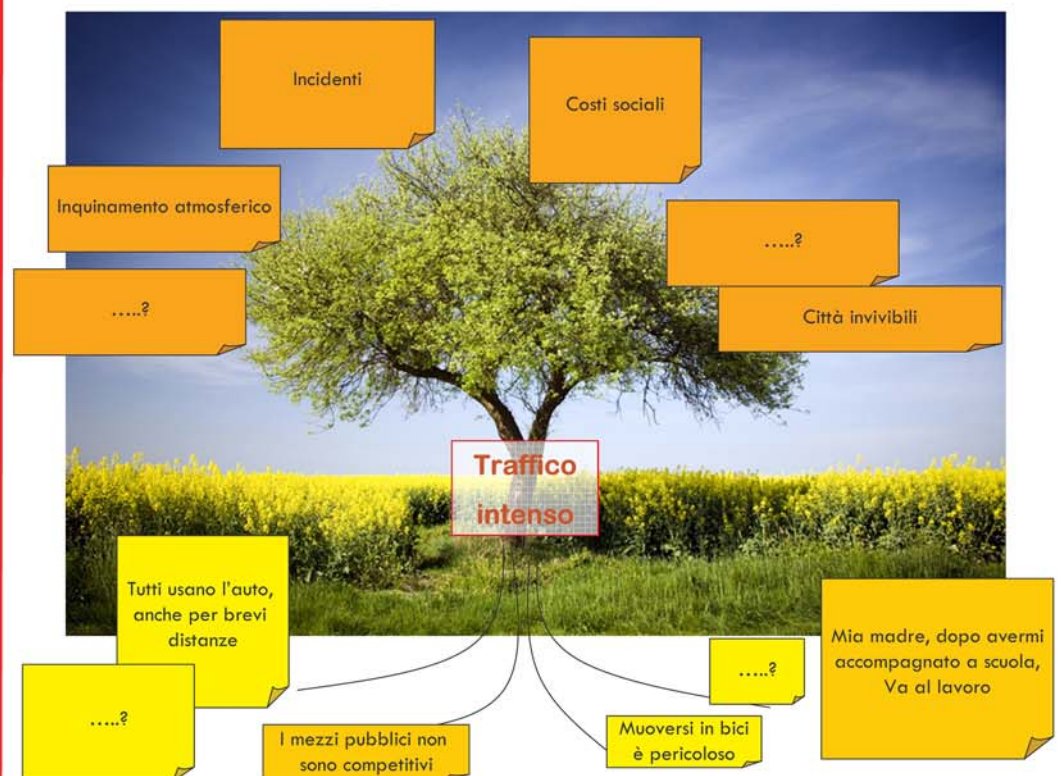 Incidenti
Costi sociali
Inquinamento atmosferico
…..?
…..?
Città invivibili
Traffico
intenso
Tutti usano l'auto,
anche per brevi
distanze
…..?
I mezzi pubblici non
sono competitivi
Muoversi in bici
è pericoloso
…..?
Mia madre, dopo avermi
accompagnato a scuola,
Va al lavoro